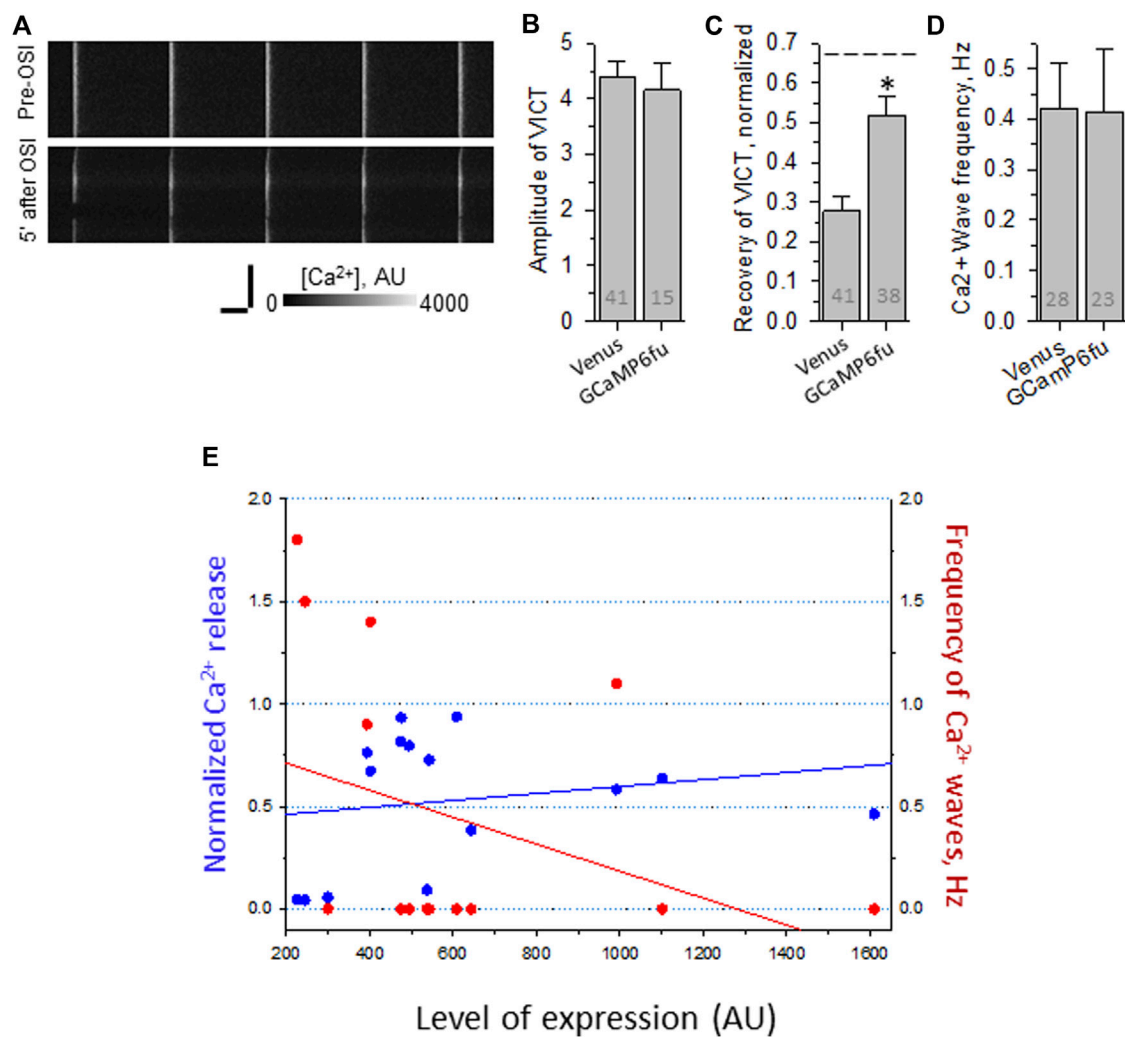 A
Pre-OSI
5' after OSI
[Ca²⁺], AU
0 4000
B
Amplitude of VICT
5
4
3
2
1
0
41 15
Venus
GCaMP6fu
C
Recovery of VICT, normalized
0.7
0.6
0.5
0.4
0.3
0.2
0.1
0.0
*
41 38
Venus
GCaMP6fu
D
Ca2+ Wave frequency, Hz
0.5
0.4
0.3
0.2
0.1
0.0
28 23
Venus
GCamP6fu
E
Normalized Ca²⁺ release
2.0
1.5
1.0
0.5
0.0
2.0
1.5
1.0
0.5
0.0
Frequency of Ca²⁺ waves, Hz
200 400 600 800 1000 1200 1400 1600
Level of expression (AU)